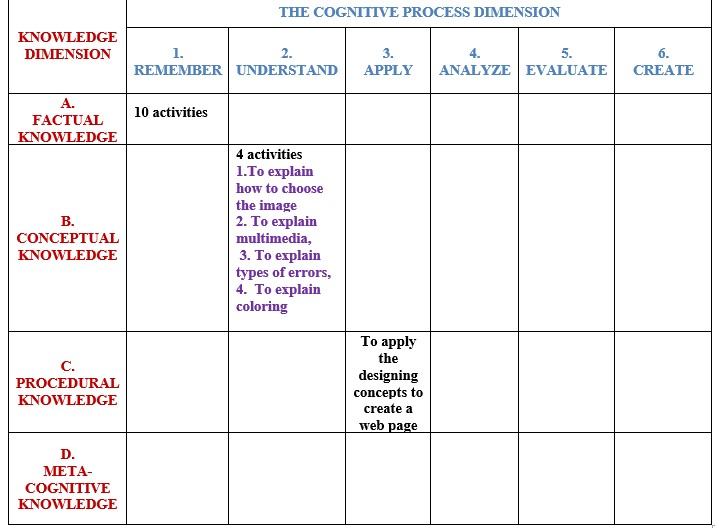 THE COGNITIVE PROCESS DIMENSION
KNOWLEDGE
DIMENSION
1.
REMEMBER
2.
UNDERSTAND
3.
APPLY
4.
ANALYZE
5.
EVALUATE
6.
CREATE
A.
FACTUAL
KNOWLEDGE
10 activities
B.
CONCEPTUAL
KNOWLEDGE
4 activities
1.To explain
how to choose
the image
2. To explain
multimedia,
3. To explain
types of errors,
4. To explain
coloring
C.
PROCEDURAL
KNOWLEDGE
To apply
the
designing
concepts to
create a
web page
D.
META-
COGNITIVE
KNOWLEDGE